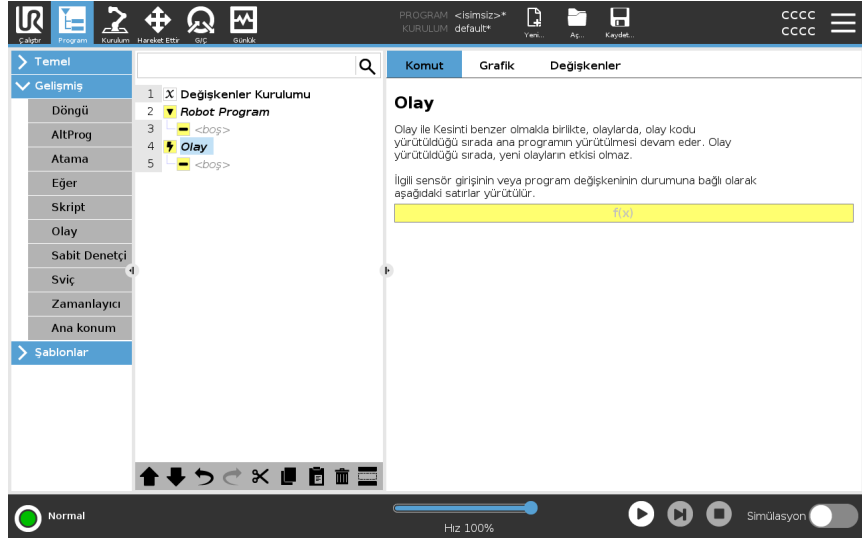 UR
Çalıştır
Program
Kurulum
Hareket Ettir
G/Ç
Günlük
PROGRAM <isimsiz>*
KURULUM default*
Yeni...
Aç...
Kaydet...
CCCC
CCCC
Temel
Gelişmiş
Döngü
AltProg
Atama
Eğer
Skript
Olay
Sabit Denetçi
Sviç
Zamanlayıcı
Ana konum
Şablonlar
1 X Değişkenler Kurulumu
2 Robot Program
3 <boş>
4 Olay
5 <boş>
Komut Grafik Değişkenler
Olay
Olay ile Kesinti benzer olmakla birlikte, olaylarda, olay kodu
yürütüldüğü sırada ana programın yürütülmesi devam eder. Olay
yürütüldüğü sırada, yeni olayların etkisi olmaz.
İlgili sensör girişinin veya program değişkeninin durumuna bağlı olarak
aşağıdaki satırlar yürütülür.
f(x)
Normal
Hız 100%
Simülasyon